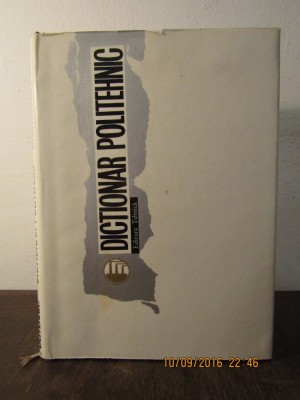 DICTIONAR POLITEHNIC
Editura Tehnică
10/09/2016 22 46